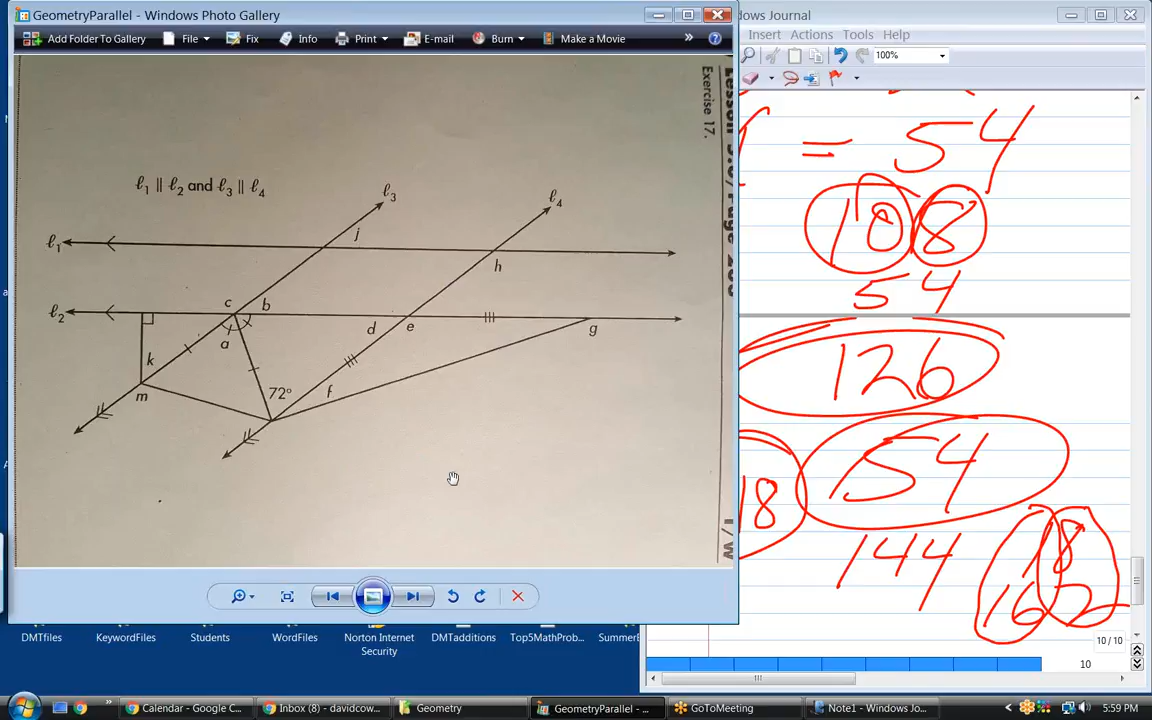 GeometryParallel - Windows Photo Gallery
Add Folder To Gallery File Fix Info Print E-mail Burn Make a Movie »
Exercise 17.
ℓ1 ∥ ℓ2 and ℓ3 ∥ ℓ4
ℓ3
ℓ4
ℓ1
j
h
ℓ2
c
b
a
d
e
g
k
m
72°
f
dows Journal
Insert Actions Tools Help
100%
= 54
108
54
126
54
18
144
18
162
10 / 10
10
DMTfiles KeywordFiles Students WordFiles Norton Internet Security DMTadditions Top5MathProb... SummerE
Calendar - Google C... Inbox (8) - davidcow... Geometry GeometryParallel - ... GoToMeeting Note1 - Windows Jo... 5:59 PM